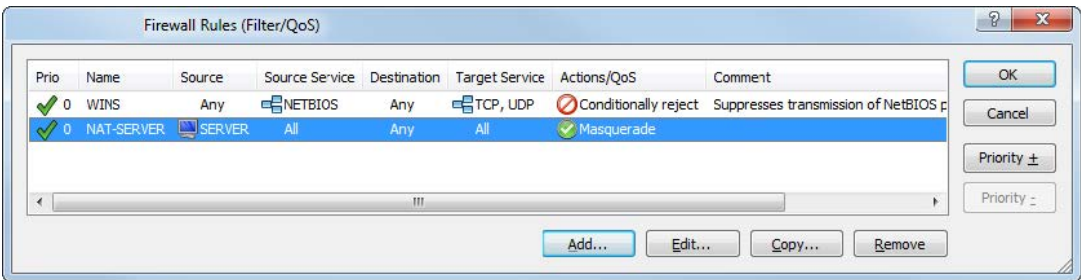 Firewall Rules (Filter/QoS)
Prio Name Source Source Service Destination Target Service Actions/QoS Comment
0 WINS Any NETBIOS Any TCP, UDP Conditionally reject Suppresses transmission of NetBIOS p
0 NAT-SERVER SERVER All Any All Masquerade
OK
Cancel
Priority +
Priority -
Add... Edit... Copy... Remove